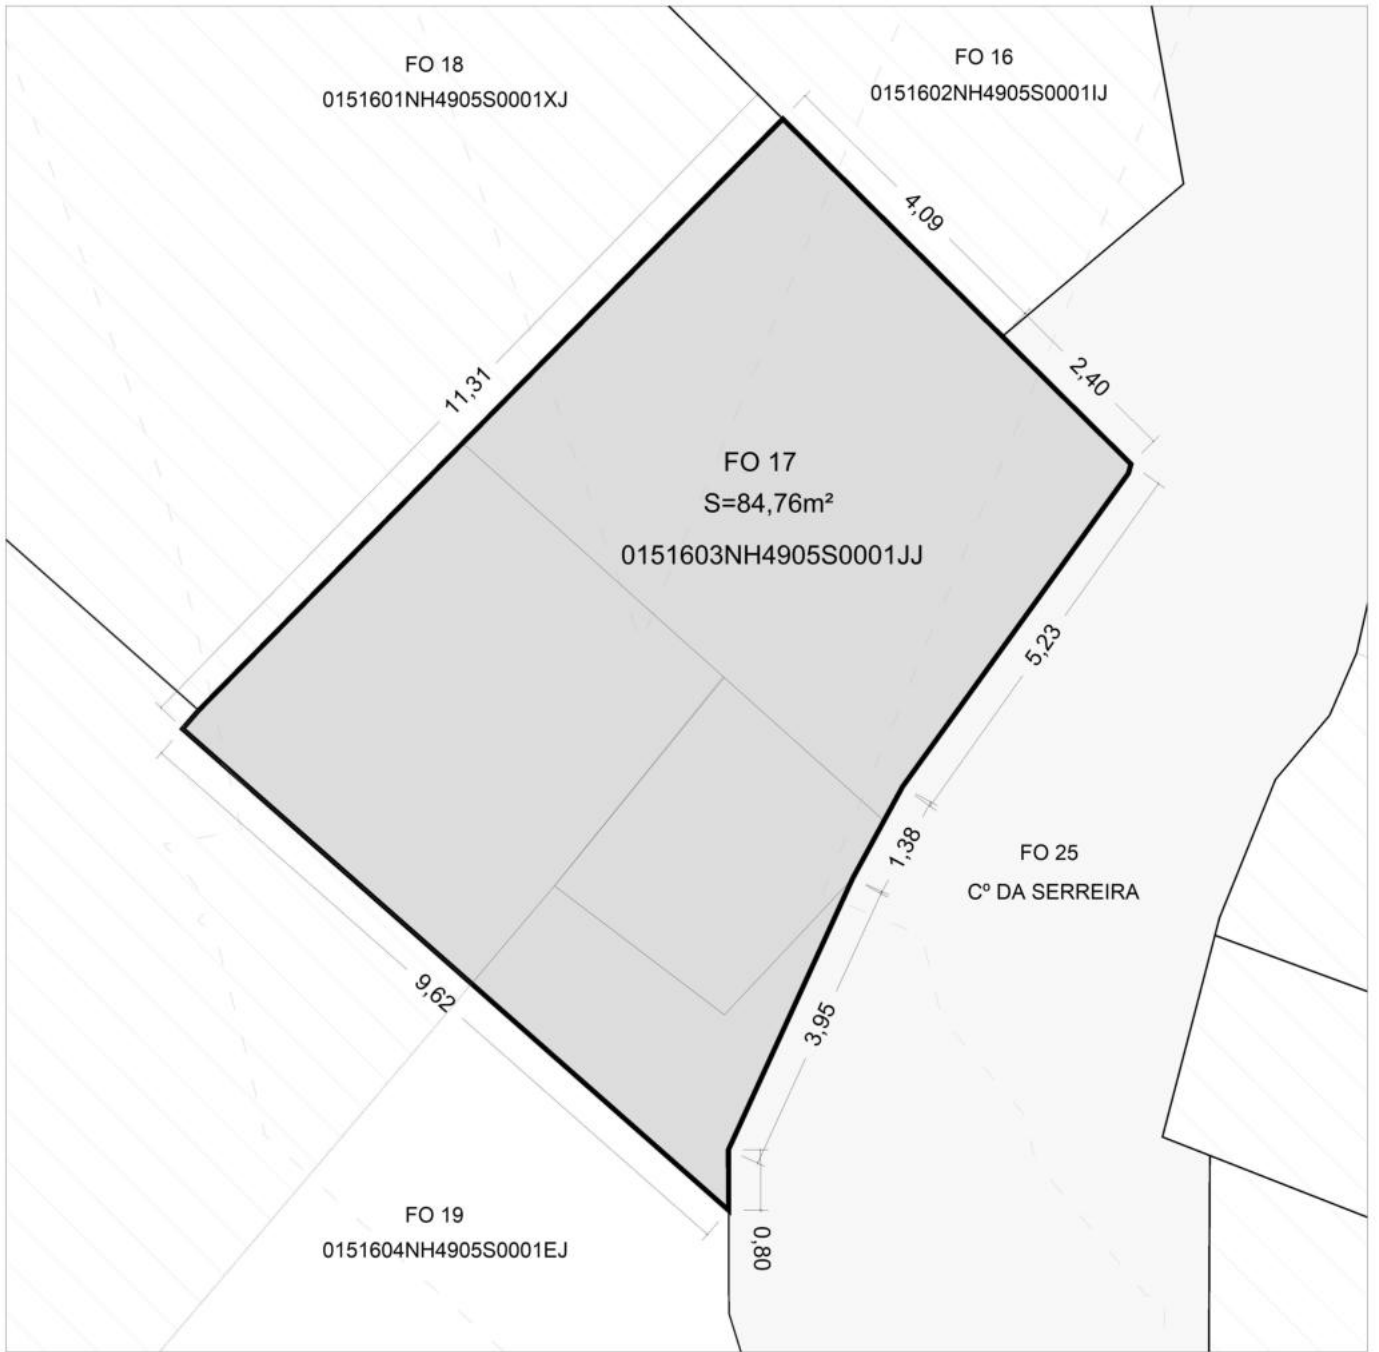 FO 18
0151601NH4905S0001XJ
FO 16
0151602NH4905S0001IJ
4,09
2,40
11,31
FO 17
S=84,76m²
0151603NH4905S0001JJ
5,23
1,38
FO 25
Cº DA SERREIRA
9,62
3,95
FO 19
0151604NH4905S0001EJ
0,80